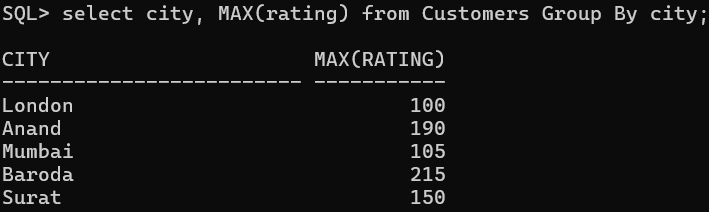 SQL> select city, MAX(rating) from Customers Group By city;
CITY                      MAX(RATING)
------------------------- -----------
London                            100
Anand                             190
Mumbai                            105
Baroda                            215
Surat                             150